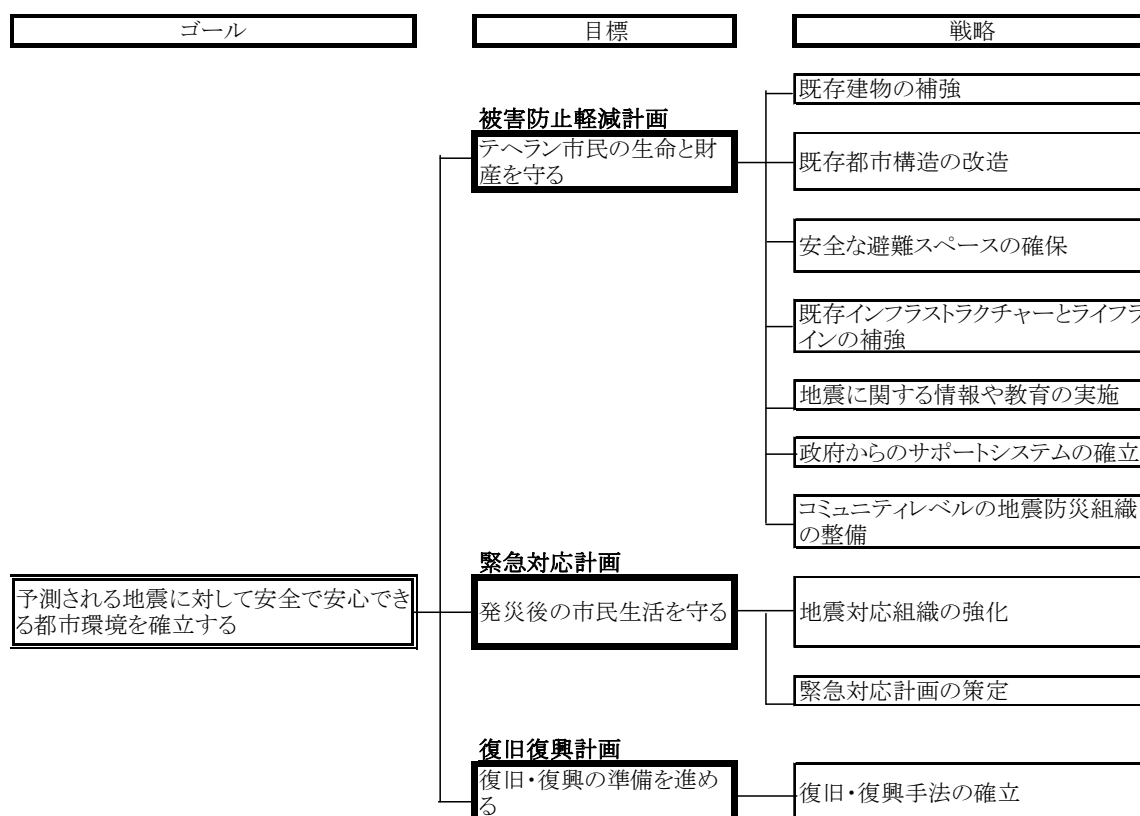 ゴール
目標
戦略
既存建物の補強
被害防止軽減計画
テヘラン市民の生命と財
産を守る
既存都市構造の改造
安全な避難スペースの確保
既存インフラストラクチャーとライフラ
インの補強
地震に関する情報や教育の実施
政府からのサポートシステムの確立
コミュニティレベルの地震防災組織
の整備
緊急対応計画
予測される地震に対して安全で安心でき
る都市環境を確立する
発災後の市民生活を守る
地震対応組織の強化
緊急対応計画の策定
復旧復興計画
復旧・復興の準備を進め
る
復旧・復興手法の確立